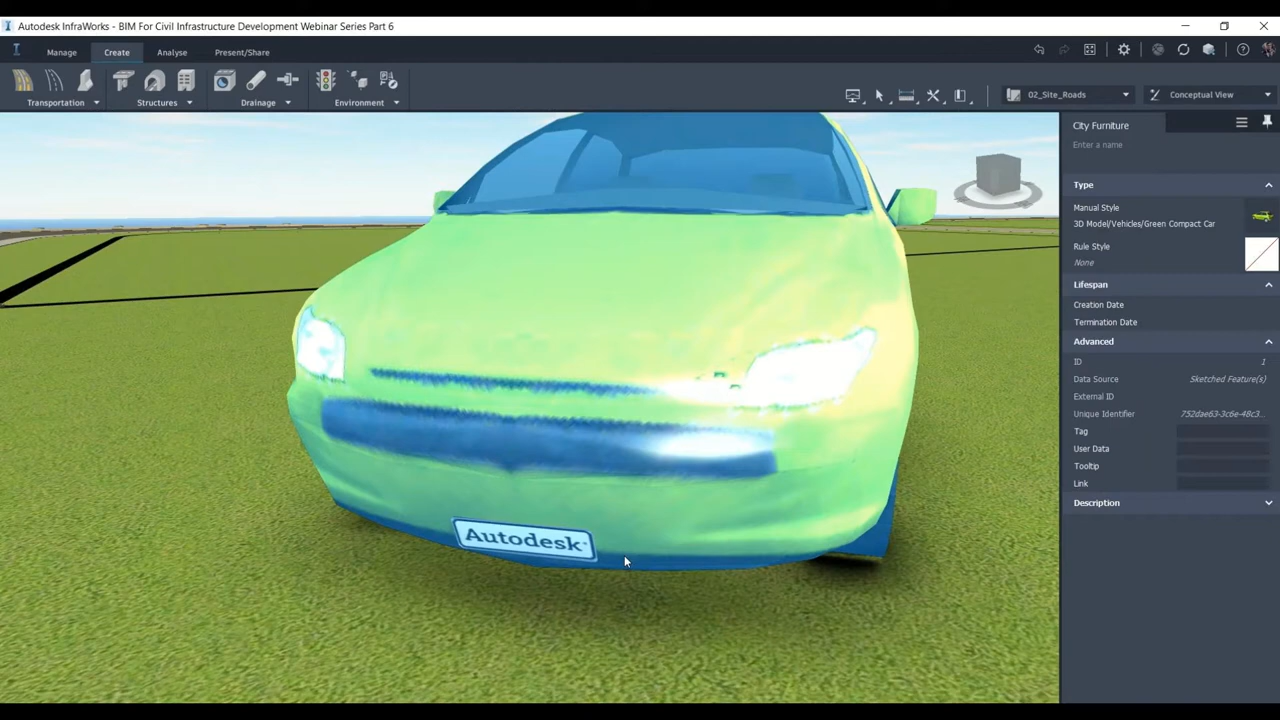 Autodesk InfraWorks - BIM For Civil Infrastructure Development Webinar Series Part 6
Manage
Create
Analyse
Present/Share
Transportation
Structures
Drainage
Environment
02_Site_Roads
Conceptual View
City Furniture
Enter a name
Type
Manual Style
3D Model/Vehicles/Green Compact Car
Rule Style
None
Lifespan
Creation Date
Termination Date
Advanced
ID 1
Data Source Sketched Feature(s)
External ID
Unique Identifier 752dae63-3c6e-48c3...
Tag
User Data
Tooltip
Link
Description
Autodesk